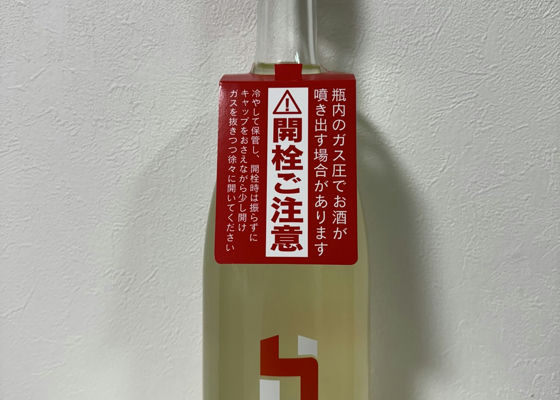 瓶内のガス圧でお酒が
噴き出す場合があります
開栓ご注意
冷やして保管し、開栓時は振らずに
キャップをおさえながら少し開け
ガスを抜きつつ徐々に開いてください